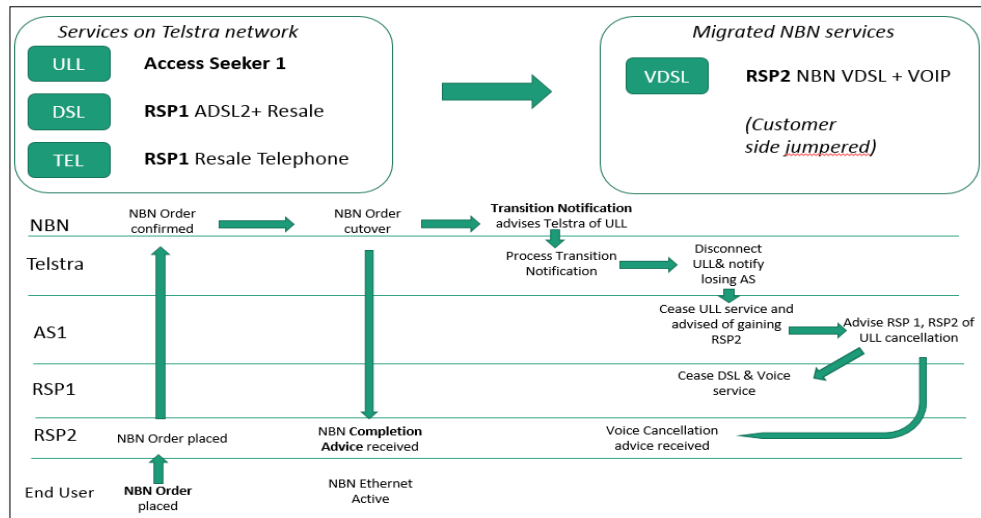 Services on Telstra network
ULL
Access Seeker 1
DSL
RSP1 ADSL2+ Resale
TEL
RSP1 Resale Telephone
Migrated NBN services
VDSL
RSP2 NBN VDSL + VOIP
(Customer
side jumpered)
NBN
NBN Order
confirmed
NBN Order
cutover
Transition Notification
advises Telstra of ULL
Telstra
Process Transition
Notification
Disconnect
ULL& notify
losing AS
AS1
Cease ULL service and
advised of gaining
RSP2
Advise RSP 1, RSP2 of
ULL cancellation
RSP1
Cease DSL & Voice
service
RSP2
NBN Order placed
NBN Completion
Advice received
Voice Cancellation
advice received
End User
NBN Order
placed
NBN Ethernet
Active